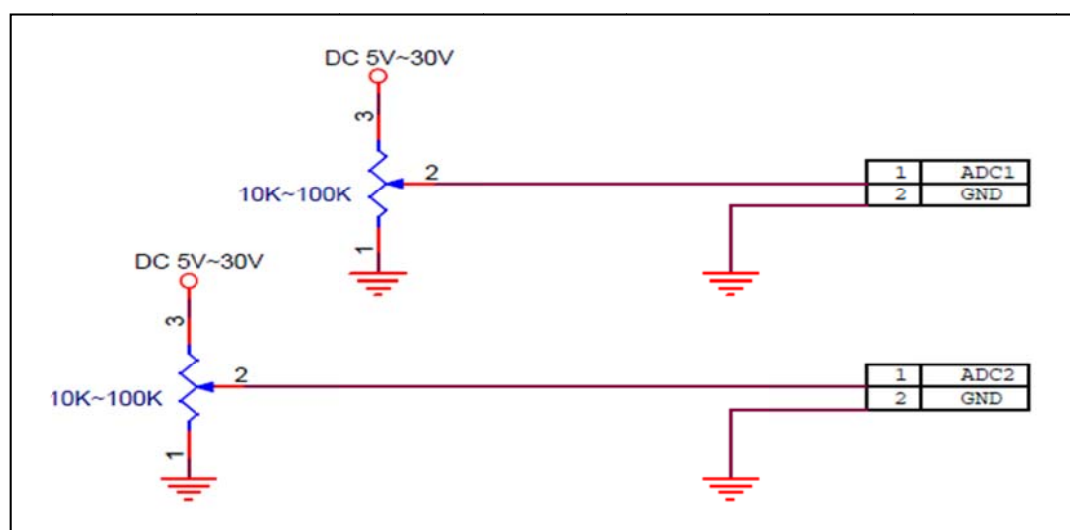 DC 5V~30V
3
2
10K~100K
1
1 ADC1
2 GND
DC 5V~30V
3
2
10K~100K
1
1 ADC2
2 GND